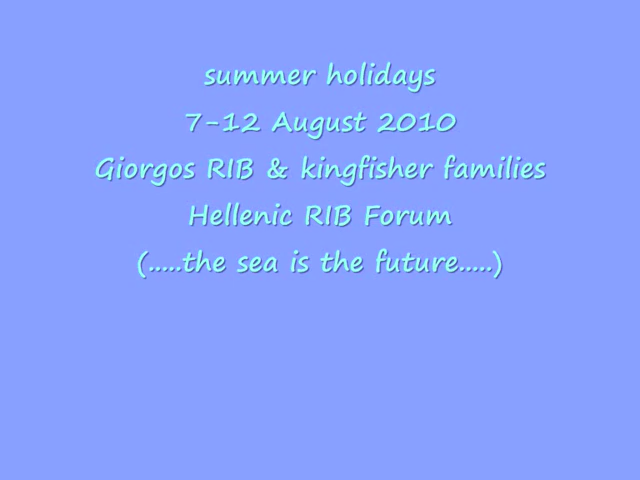 summer holidays
7-12 August 2010
Giorgos RIB & kingfisher families
Hellenic RIB Forum
(.....the sea is the future.....)